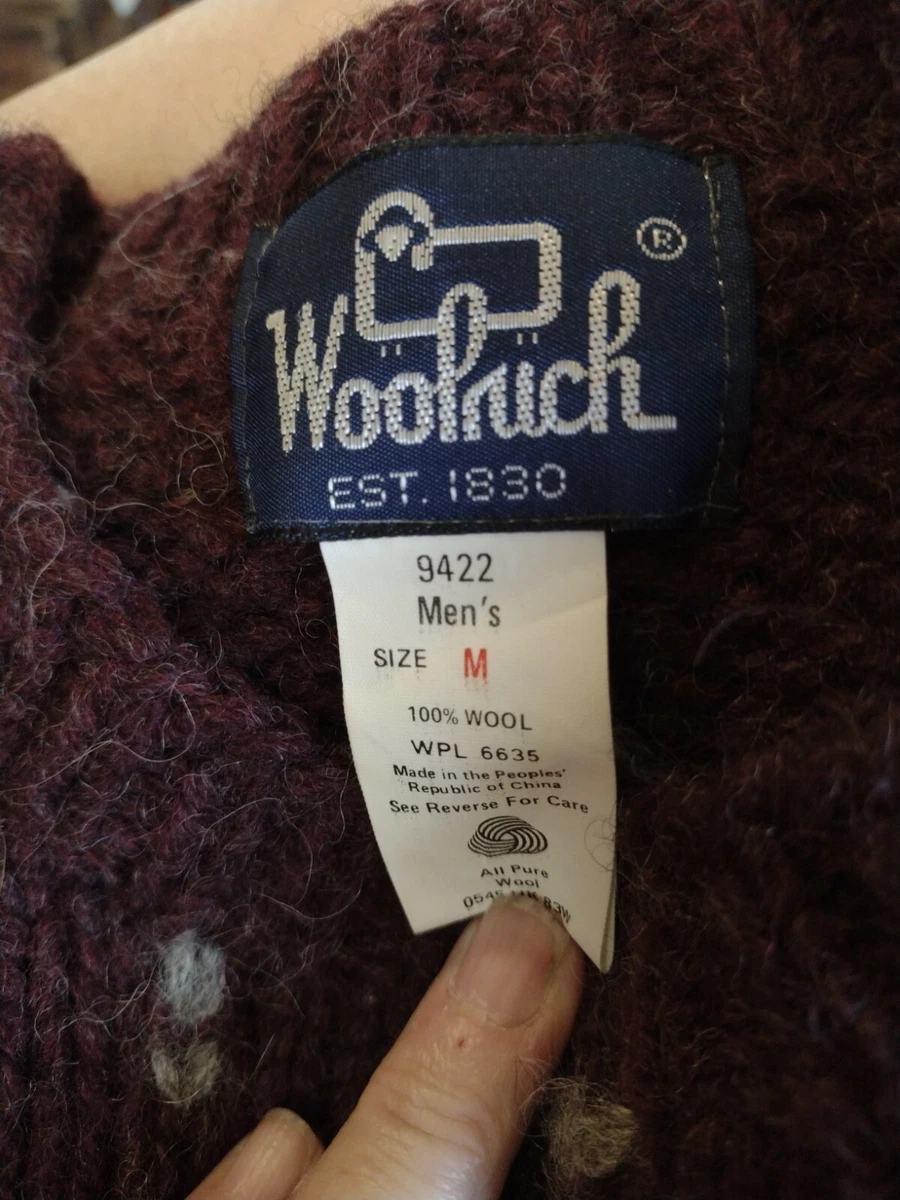 Woolrich
®
EST. 1830
9422
Men's
SIZE M
100% WOOL
WPL 6635
Made in the Peoples'
Republic of China
See Reverse For Care
All Pure
Wool
83W